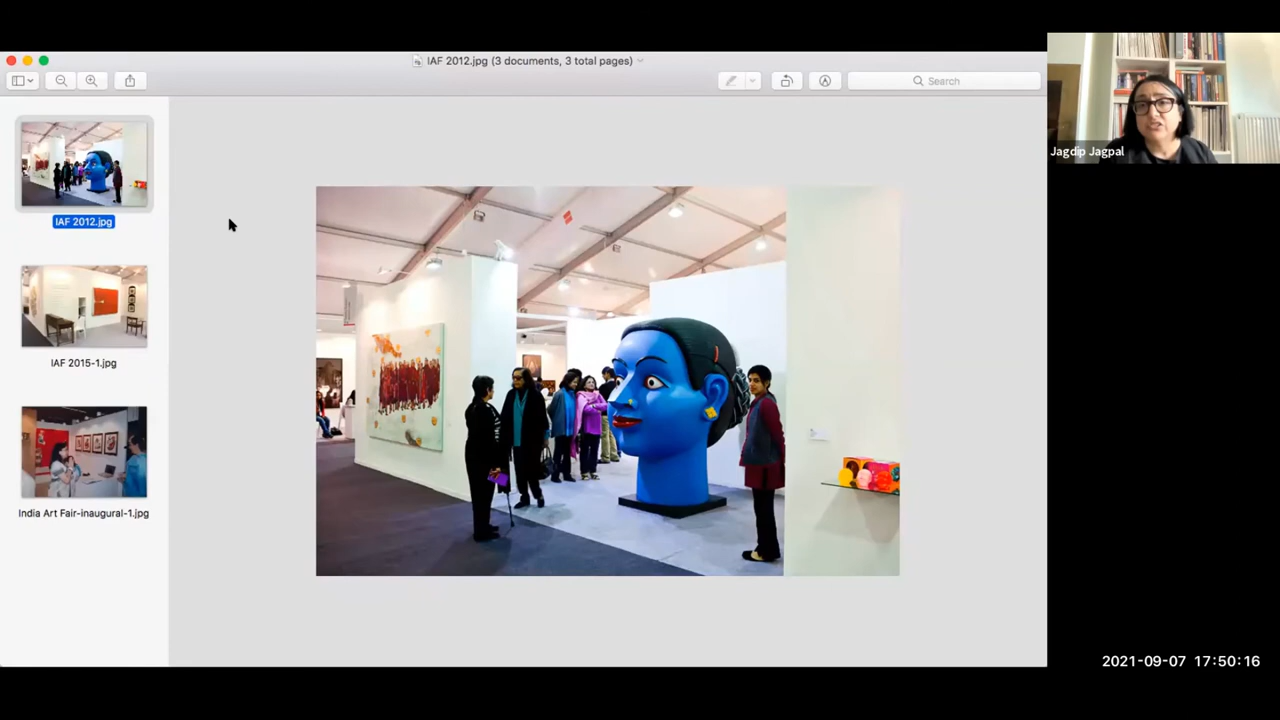 IAF 2012.jpg (3 documents, 3 total pages)
Search
IAF 2012.jpg
IAF 2015-1.jpg
India Art Fair-inaugural-1.jpg
Jagdip Jagpal
2021-09-07 17:50:16